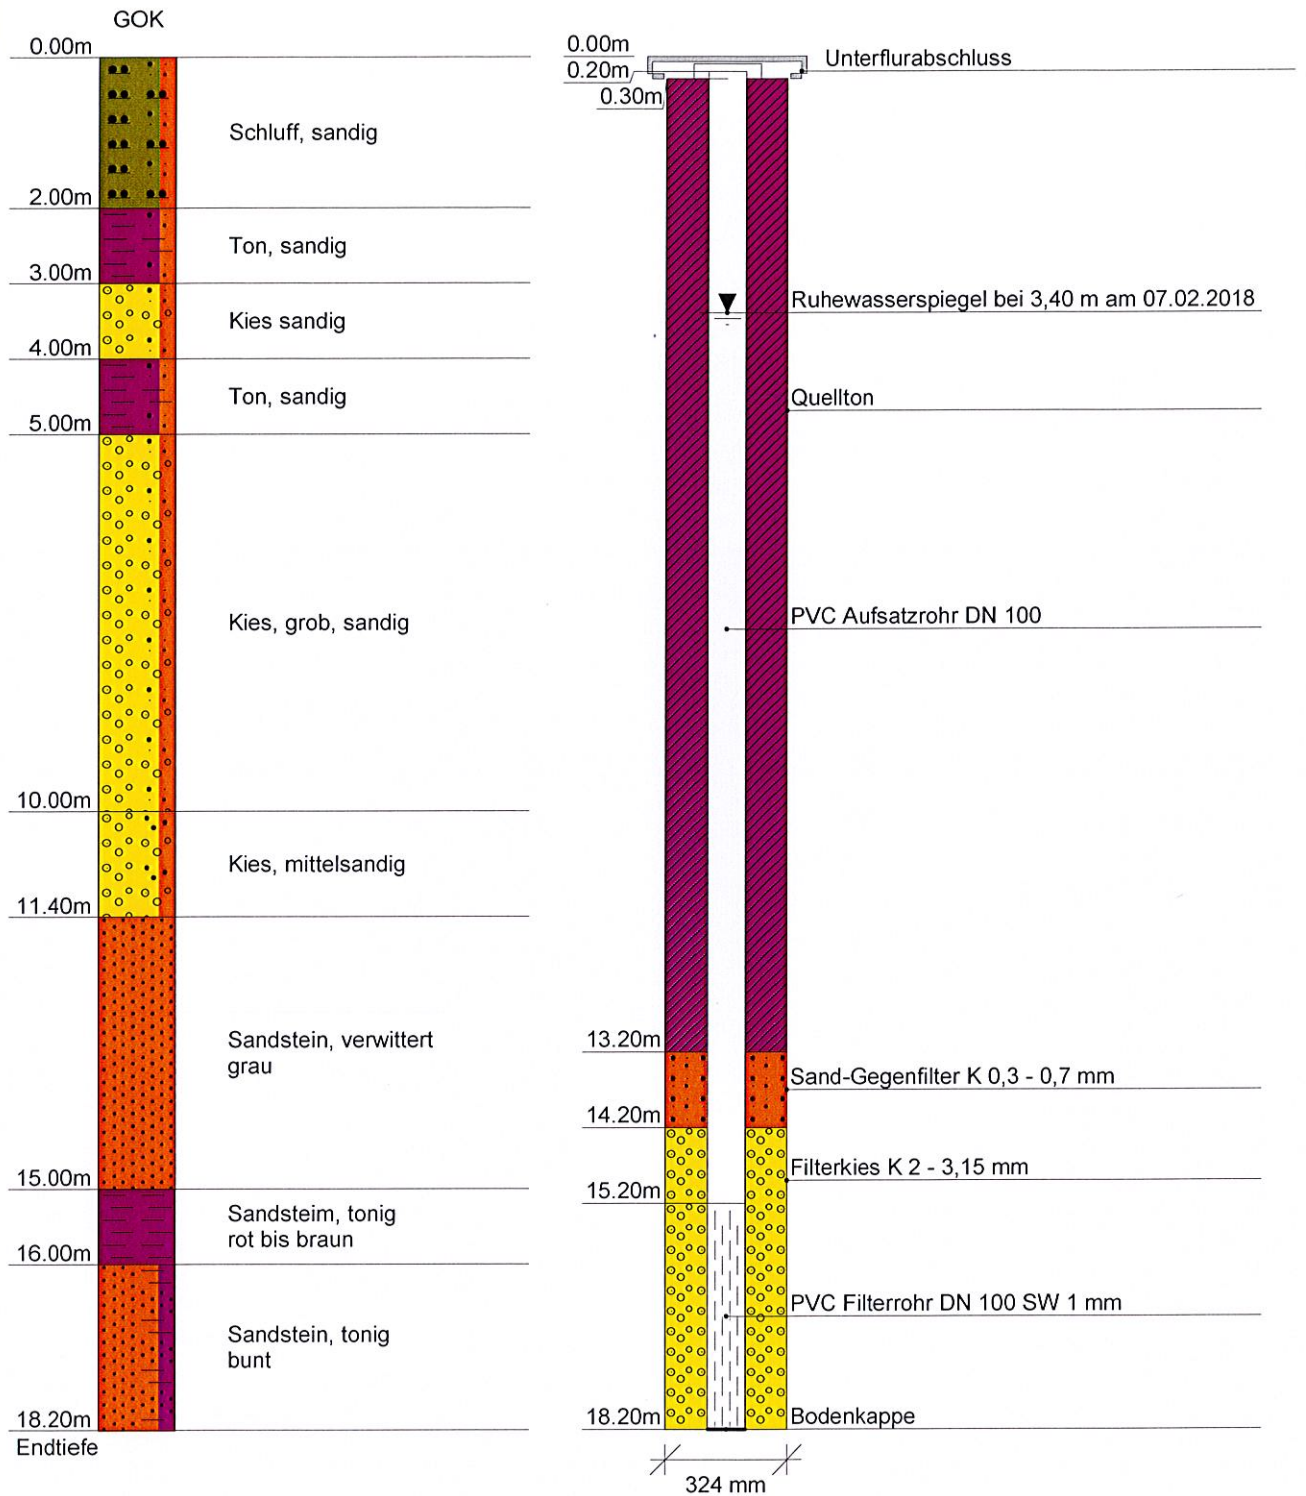 GOK
0.00m
Schluff, sandig
2.00m
Ton, sandig
3.00m
Kies sandig
4.00m
Ton, sandig
5.00m
Kies, grob, sandig
10.00m
Kies, mittelsandig
11.40m
Sandstein, verwittert
grau
15.00m
Sandsteim, tonig
rot bis braun
16.00m
Sandstein, tonig
bunt
18.20m
Endtiefe
0.00m
0.20m
0.30m
Unterflurabschluss
Ruhewasserspiegel bei 3,40 m am 07.02.2018
Quellton
PVC Aufsatzrohr DN 100
13.20m
Sand-Gegenfilter K 0,3 - 0,7 mm
14.20m
Filterkies K 2 - 3,15 mm
15.20m
PVC Filterrohr DN 100 SW 1 mm
18.20m
Bodenkappe
324 mm